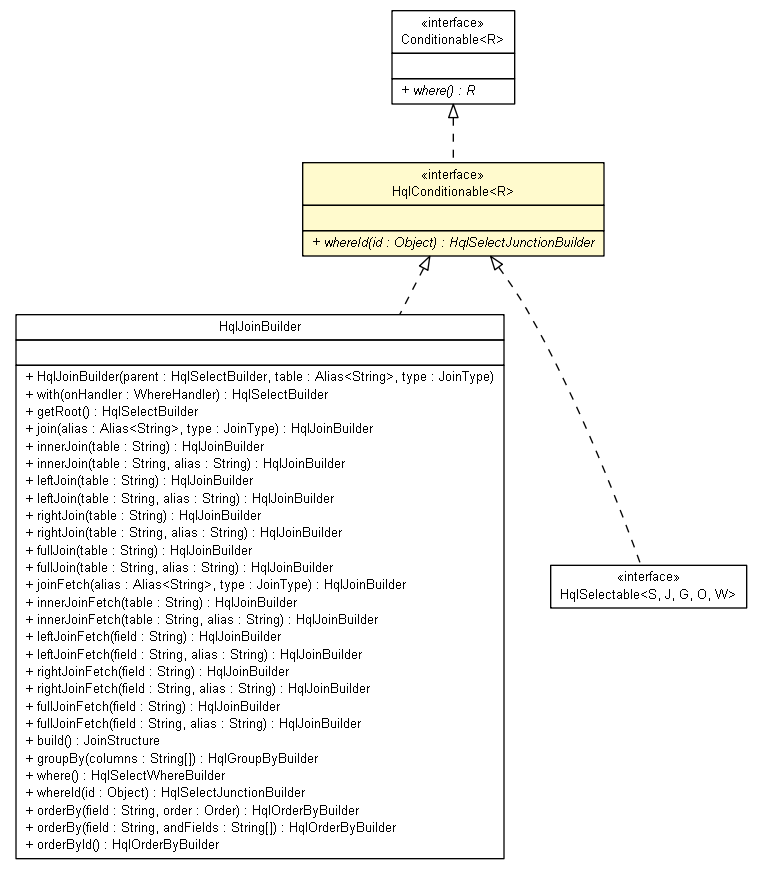 «interface»
Conditionable<R>
+ where() : R
«interface»
HqlConditionable<R>
+ whereId(id : Object) : HqlSelectJunctionBuilder
HqlJoinBuilder
+ HqlJoinBuilder(parent : HqlSelectBuilder, table : Alias<String>, type : JoinType)
+ with(onHandler : WhereHandler) : HqlSelectBuilder
+ getRoot() : HqlSelectBuilder
+ join(alias : Alias<String>, type : JoinType) : HqlJoinBuilder
+ innerJoin(table : String) : HqlJoinBuilder
+ innerJoin(table : String, alias : String) : HqlJoinBuilder
+ leftJoin(table : String) : HqlJoinBuilder
+ leftJoin(table : String, alias : String) : HqlJoinBuilder
+ rightJoin(table : String) : HqlJoinBuilder
+ rightJoin(table : String, alias : String) : HqlJoinBuilder
+ fullJoin(table : String) : HqlJoinBuilder
+ fullJoin(table : String, alias : String) : HqlJoinBuilder
+ joinFetch(alias : Alias<String>, type : JoinType) : HqlJoinBuilder
+ innerJoinFetch(table : String) : HqlJoinBuilder
+ innerJoinFetch(table : String, alias : String) : HqlJoinBuilder
+ leftJoinFetch(field : String) : HqlJoinBuilder
+ leftJoinFetch(field : String, alias : String) : HqlJoinBuilder
+ rightJoinFetch(field : String) : HqlJoinBuilder
+ rightJoinFetch(field : String, alias : String) : HqlJoinBuilder
+ fullJoinFetch(field : String) : HqlJoinBuilder
+ fullJoinFetch(field : String, alias : String) : HqlJoinBuilder
+ build() : JoinStructure
+ groupBy(columns : String[]) : HqlGroupByBuilder
+ where() : HqlSelectWhereBuilder
+ whereId(id : Object) : HqlSelectJunctionBuilder
+ orderBy(field : String, order : Order) : HqlOrderByBuilder
+ orderBy(field : String, andFields : String[]) : HqlOrderByBuilder
+ orderById() : HqlOrderByBuilder
«interface»
HqlSelectable<S, J, G, O, W>